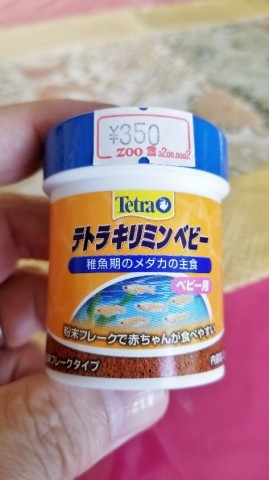 ¥350
ZOO
Tetra
テトラ キリミンベビー
稚魚期のメダカの主食
ベビー用
粉末フレークで赤ちゃんが食べやすい
フレークタイプ
内容